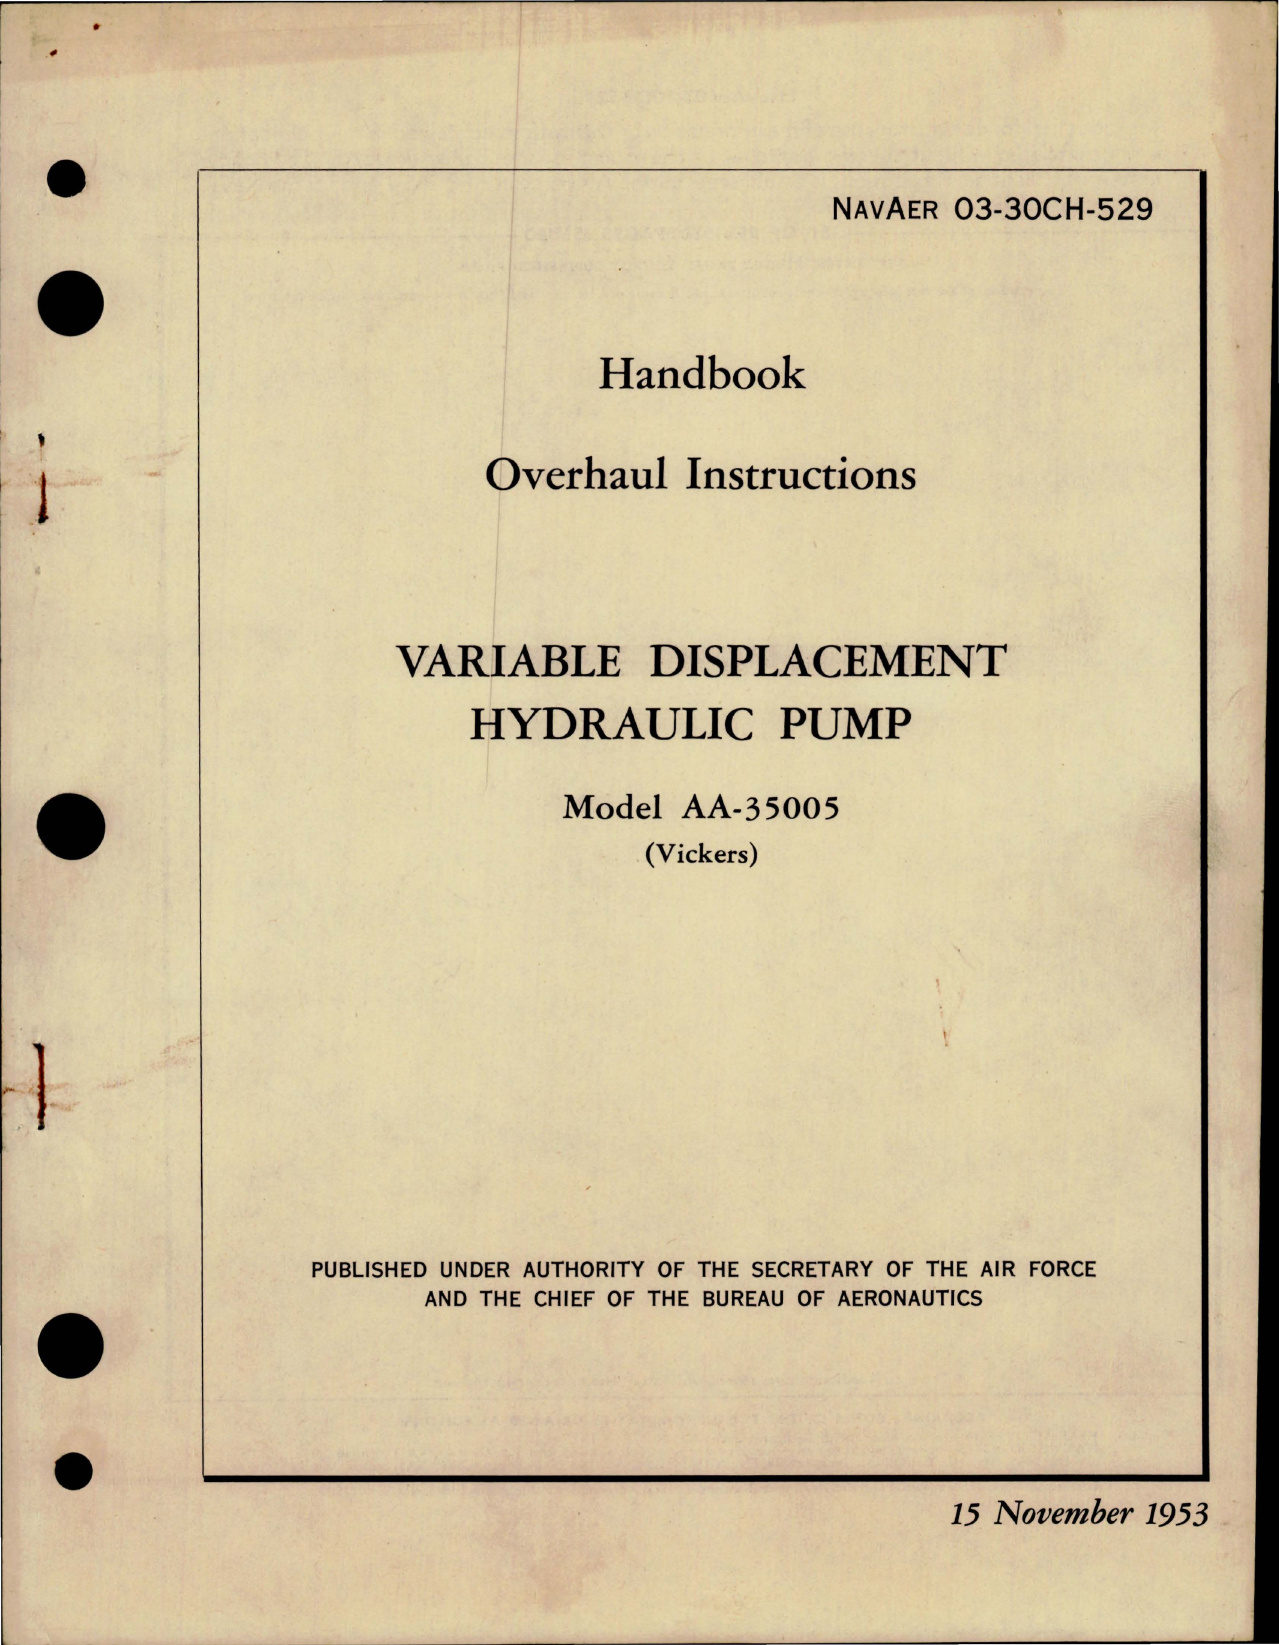 NAVAER 03-30CH-529
Handbook
Overhaul Instructions
VARIABLE DISPLACEMENT
HYDRAULIC PUMP
Model AA-35005
(Vickers)
PUBLISHED UNDER AUTHORITY OF THE SECRETARY OF THE AIR FORCE
AND THE CHIEF OF THE BUREAU OF AERONAUTICS
15 November 1953